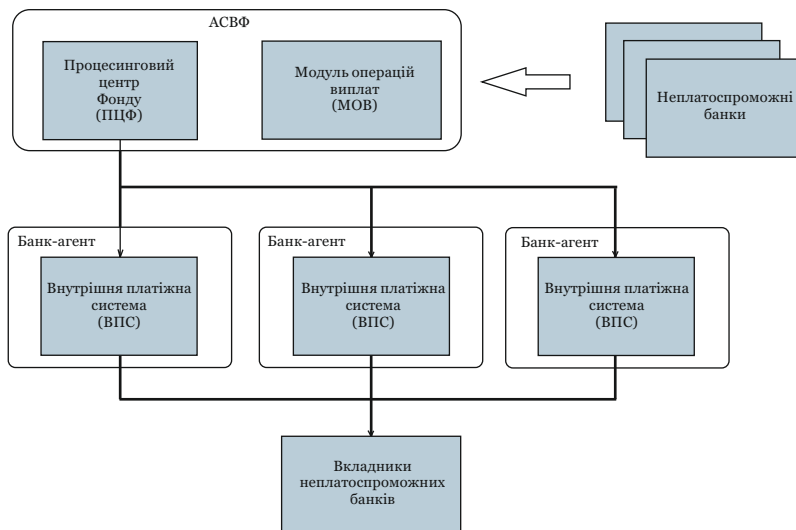 АСВФ
Процесинговий
центр
Фонду
(ПЦФ)
Модуль операцій
виплат
(МОВ)
Неплатоспроможні
банки
Банк-агент
Внутрішня платіжна
система
(ВПС)
Банк-агент
Внутрішня платіжна
система
(ВПС)
Банк-агент
Внутрішня платіжна
система
(ВПС)
Вкладники
неплатоспроможних
банків